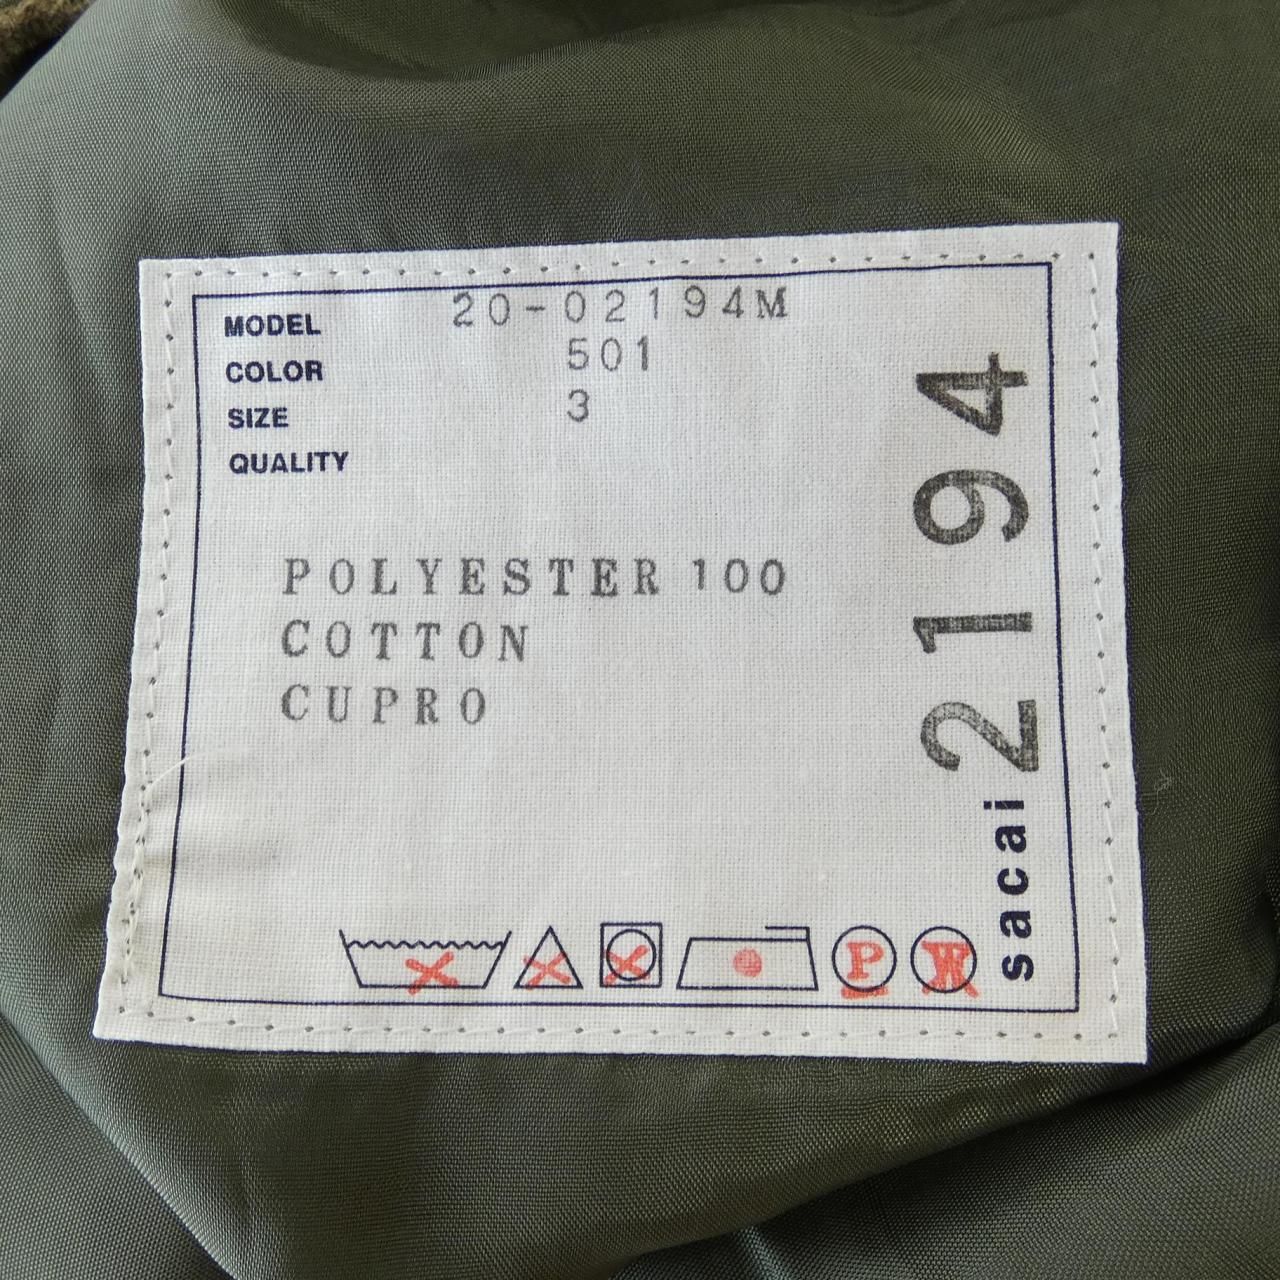 MODEL 20-02194M
COLOR 501
SIZE 3
QUALITY
POLYESTER 100
COTTON
CUPRO
P W
sacai 2194